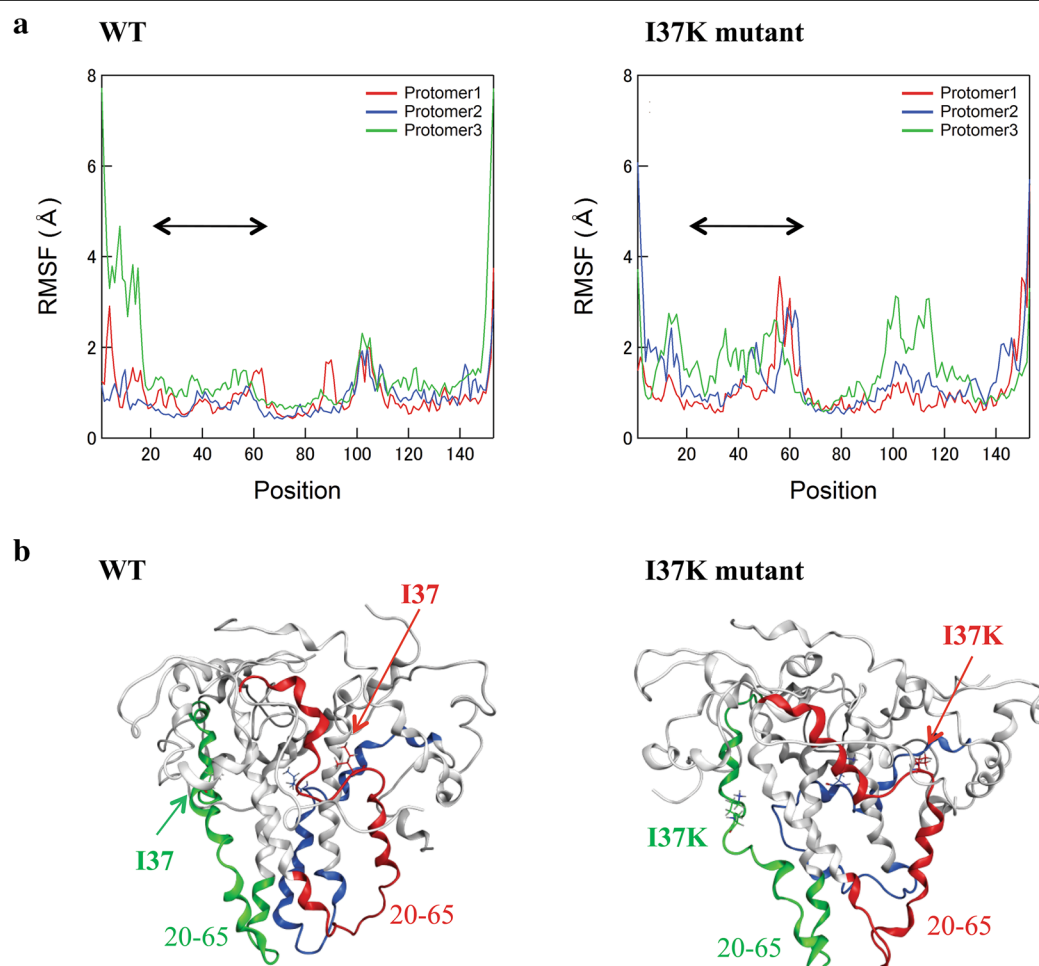 a
WT
I37K mutant
8
6
4
2
0
RMSF (Å)
Protomer1
Protomer2
Protomer3
20 40 60 80 100 120 140
Position
8
6
4
2
0
RMSF (Å)
Protomer1
Protomer2
Protomer3
20 40 60 80 100 120 140
Position
b
WT
I37K mutant
I37
I37
20-65
20-65
I37K
I37K
20-65
20-65